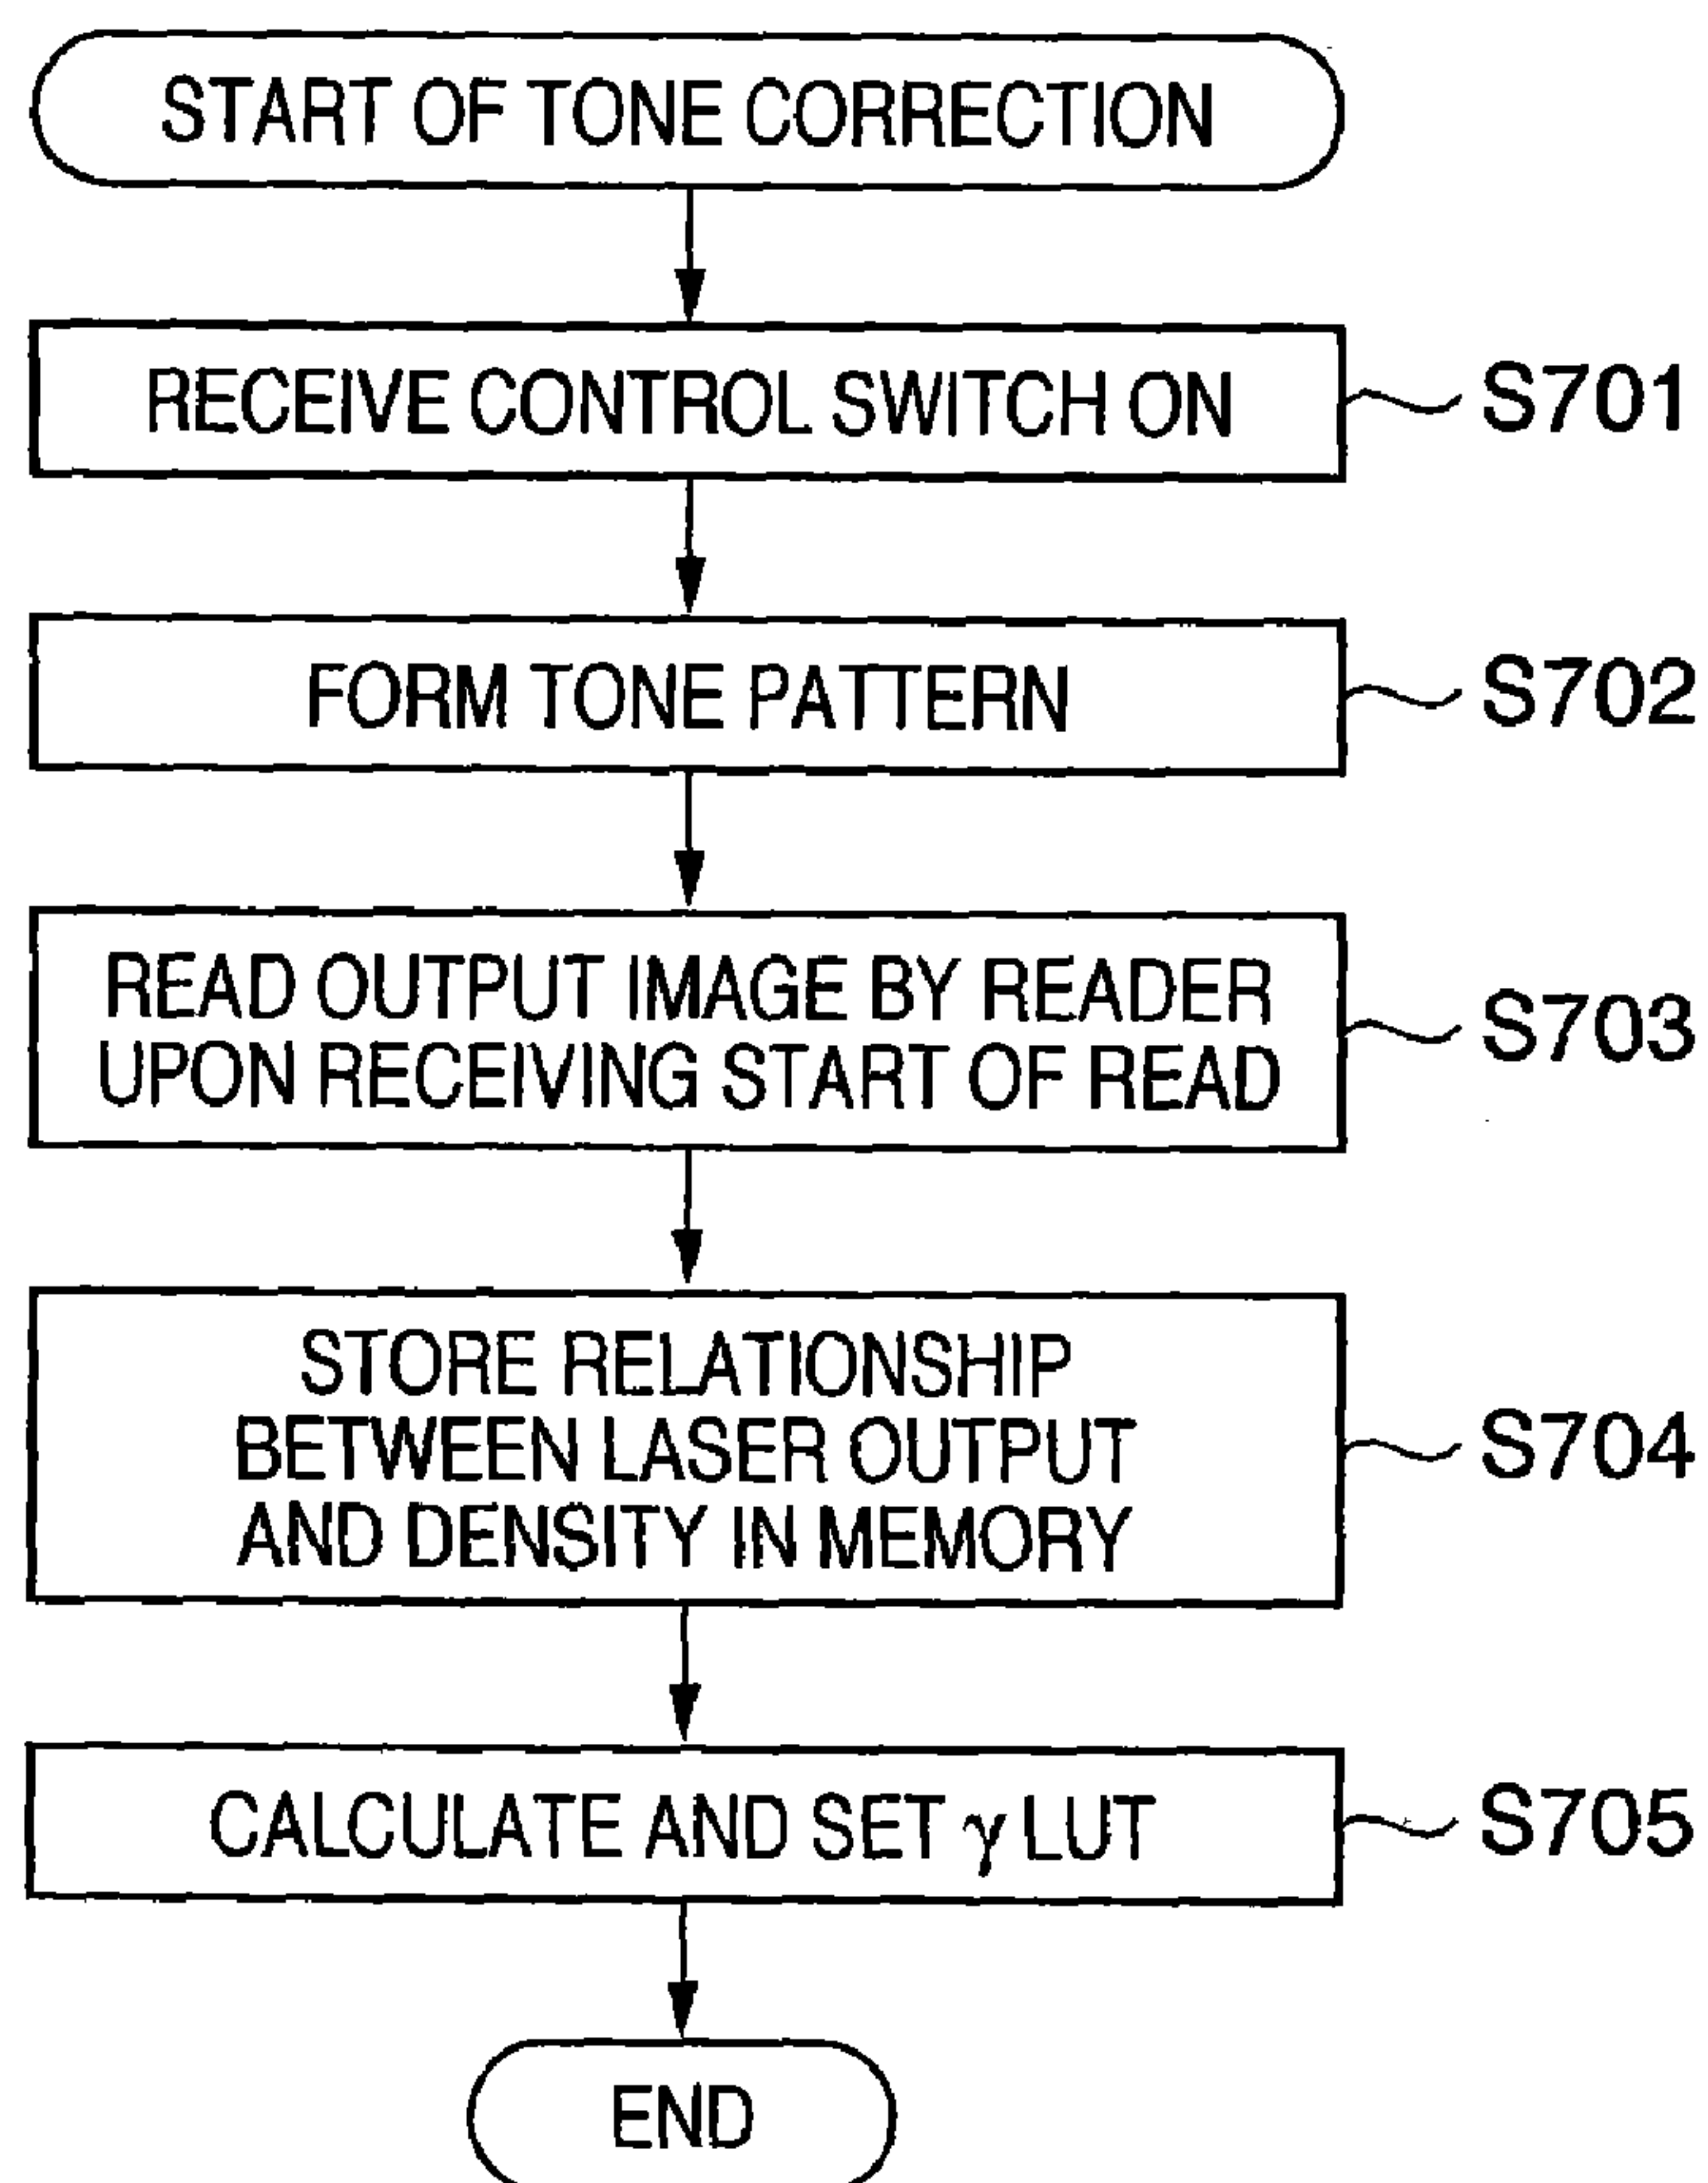 START OF TONE CORRECTION
RECEIVE CONTROL SWITCH ON
S701
FORM TONE PATTERN
S702
READ OUTPUT IMAGE BY READER
UPON RECEIVING START OF READ
S703
STORE RELATIONSHIP
BETWEEN LASER OUTPUT
AND DENSITY IN MEMORY
S704
CALCULATE AND SET γ LUT
S705
END